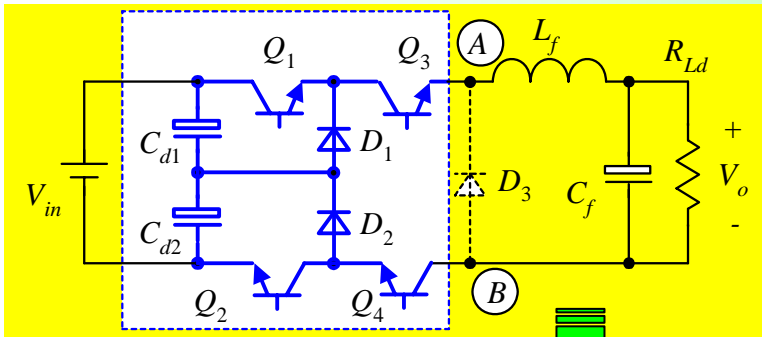 Q1 Q3 A Lf RLd
Cd1 D1 +
Vin D3 Cf Vo
Cd2 D2 -
Q2 Q4 B